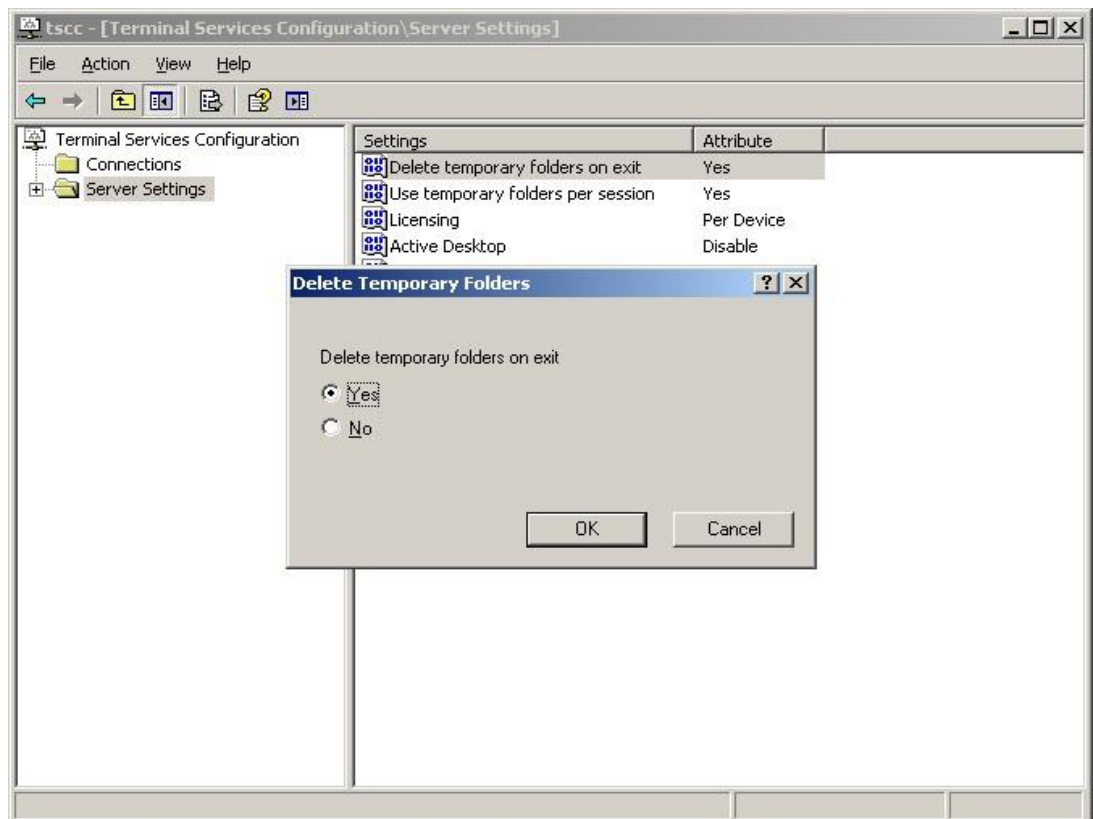 tscc - [Terminal Services Configuration\Server Settings]
File Action View Help
Terminal Services Configuration
Connections
Server Settings
Settings Attribute
Delete temporary folders on exit Yes
Use temporary folders per session Yes
Licensing Per Device
Active Desktop Disable
Delete Temporary Folders
Delete temporary folders on exit
Yes
No
OK Cancel